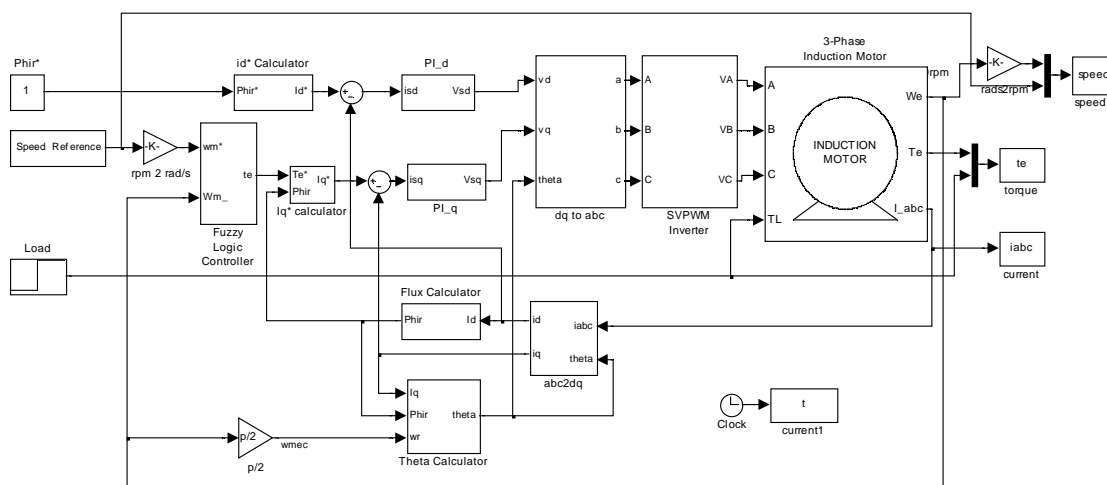 3-Phase
Induction Motor
Phir*
id* Calculator
PI_d
1
Phir*
Id*
isd
Vsd
vd
vq
theta
a
b
c
dq to abc
A
B
C
VA
VB
VC
SVPWM
Inverter
A
B
C
TL
INDUCTION
MOTOR
rpm
We
Te
I_abc
-K-
rads2rpm
speed
speed
te
torque
iabc
current
Speed Reference
-K-
rpm 2 rad/s
wm*
Wm_
te
Fuzzy
Logic
Controller
Te*
Phir
Iq*
Iq* calculator
isq
Vsq
PI_q
Load
Flux Calculator
Phir
Id
id
iq
iabc
theta
abc2dq
Iq
Phir
wr
theta
Theta Calculator
p/2
p/2
wmec
Clock
t
current1